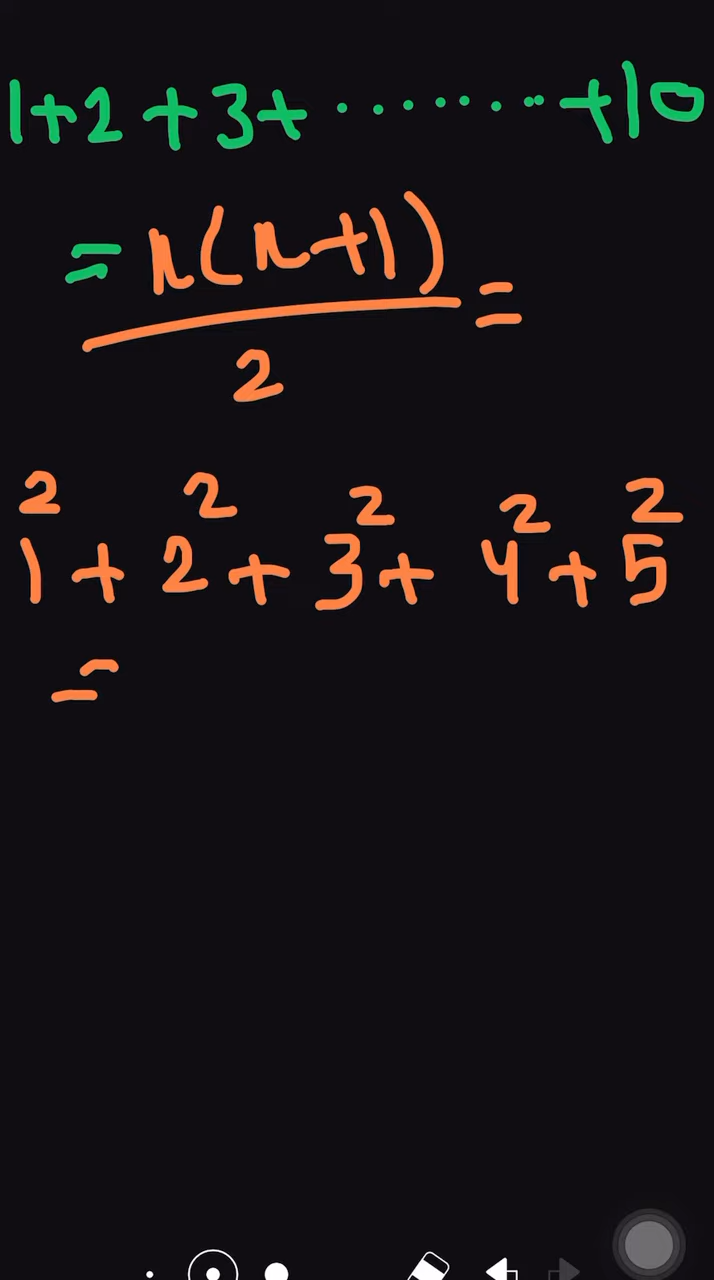 1+2+3+.........+10
= n(n+1)/2 =
1²+2²+3²+4²+5²
=